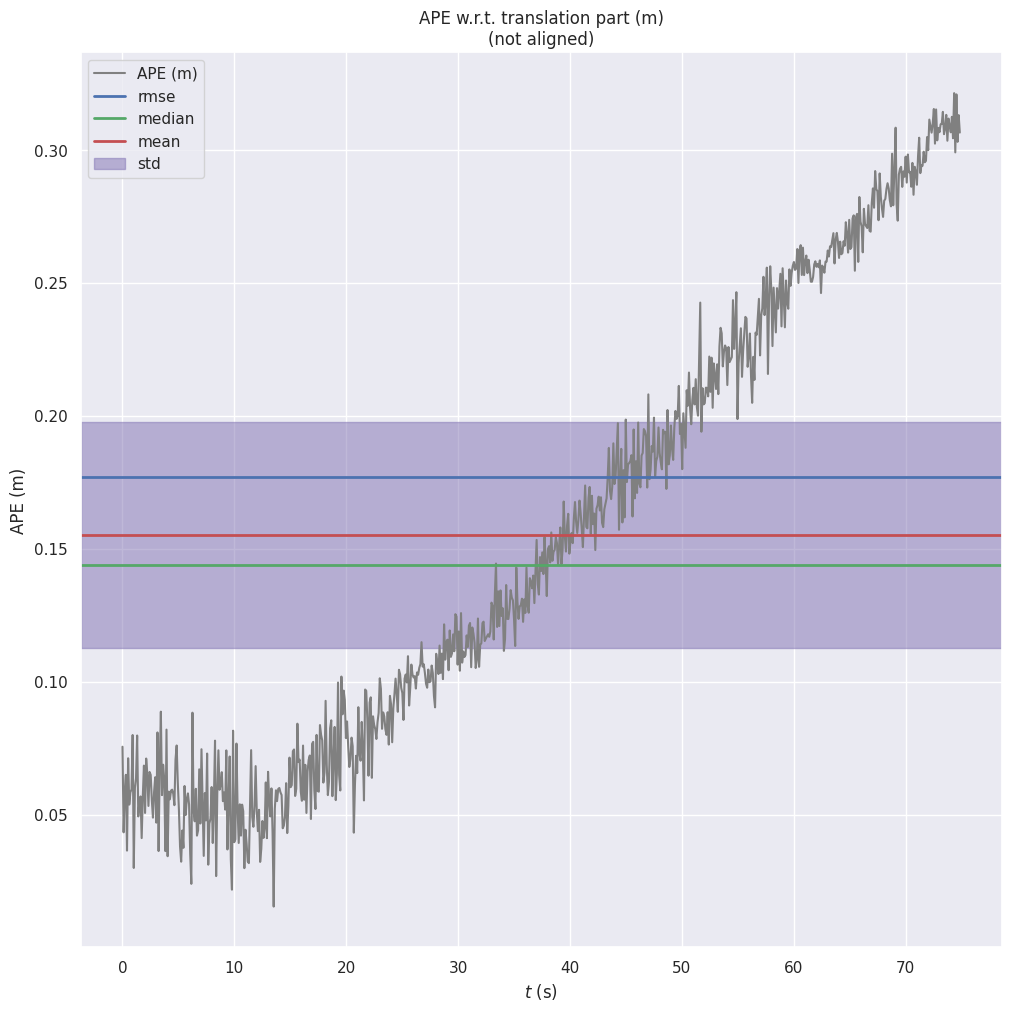 APE w.r.t. translation part (m)
(not aligned)
APE (m)
rmse
median
mean
std
0.30
0.25
0.20
0.15
0.10
0.05
APE (m)
0 10 20 30 40 50 60 70
t (s)